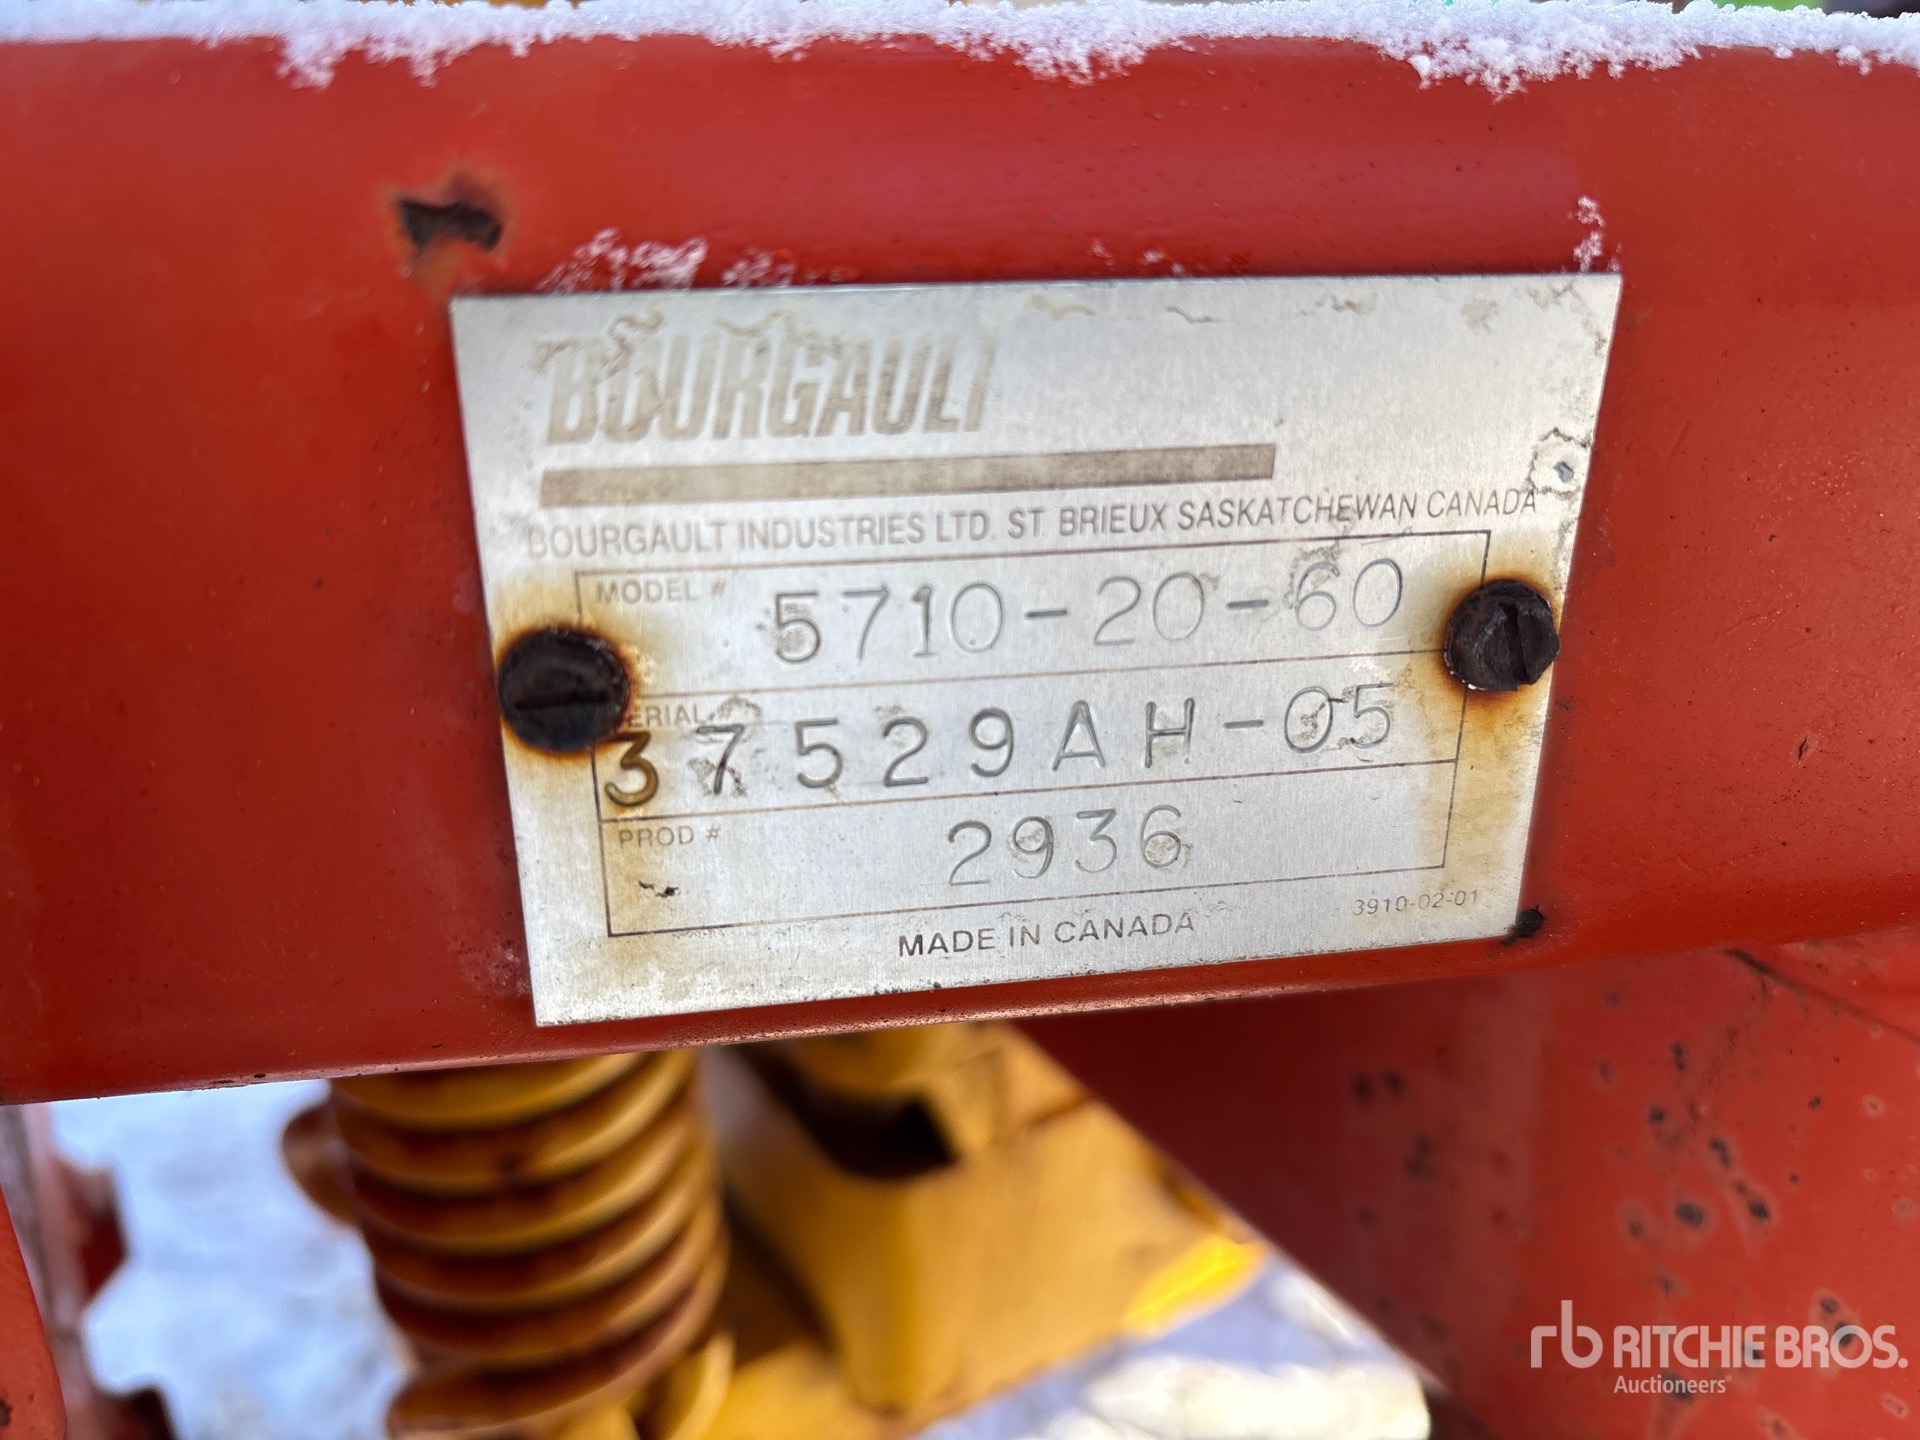 BOURGAULT
BOURGAULT INDUSTRIES LTD. ST. BRIEUX SASKATCHEWAN CANADA
MODEL # 5710-20-60
SERIAL # 37529AH-05
PROD # 2936
MADE IN CANADA 3910-02-01
rb RITCHIE BROS.
Auctioneers